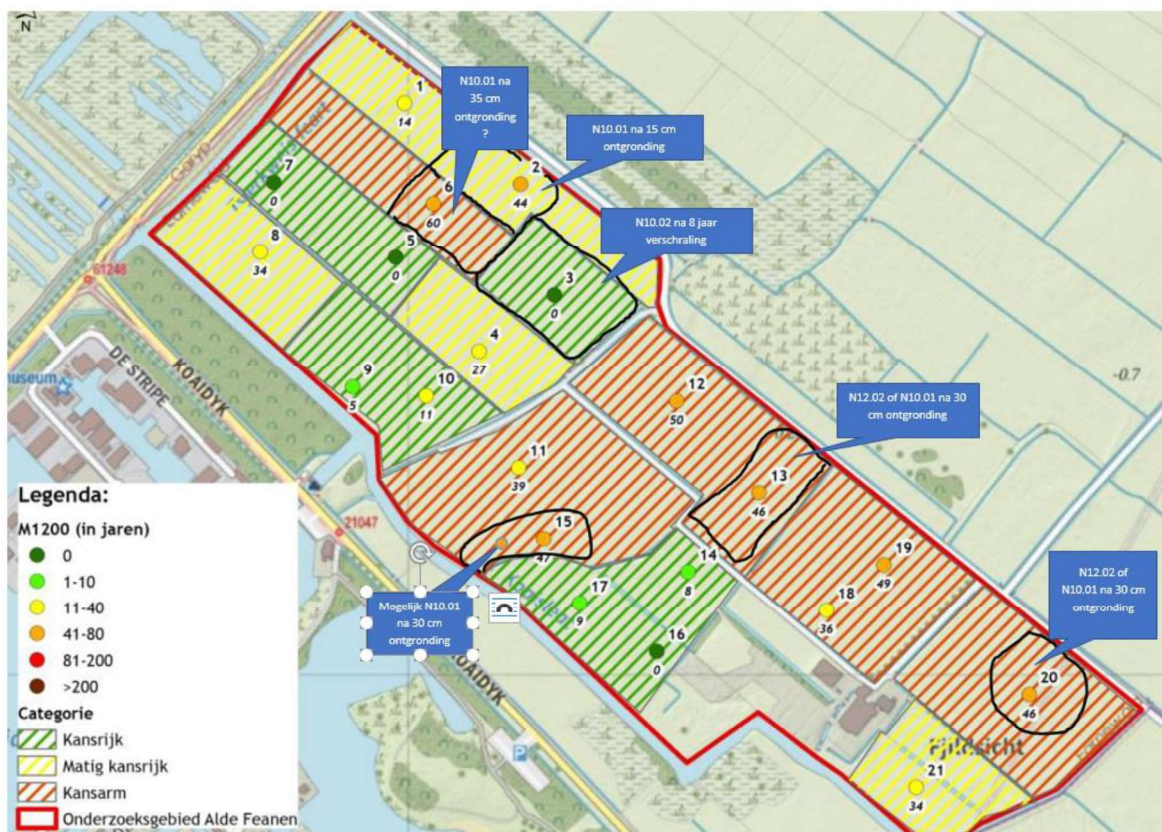 N
N10.01 na
35 cm
ontgronding
?
N10.01 na 15 cm
ontgronding
N10.02 na 8 jaar
verschraling
N12.02 of N10.01 na 30
cm ontgronding
N12.02 of
N10.01 na 30 cm
ontgronding
Mogelijk N10.01
na 30 cm
ontgronding
1
14
2
44
6
60
7
0
5
0
3
0
8
34
4
27
9
5
10
11
12
50
11
39
13
46
15
47
14
8
19
49
17
9
18
36
16
0
20
46
21
34
-0.7
61248
DE STRIPE
KOAIDYK
museum
21047
KOAIDYK
P
Fjildsicht
Legenda:
M1200 (in jaren)
0
1-10
11-40
41-80
81-200
>200
Categorie
Kansrijk
Matig kansrijk
Kansarm
Onderzoeksgebied Alde Feanen